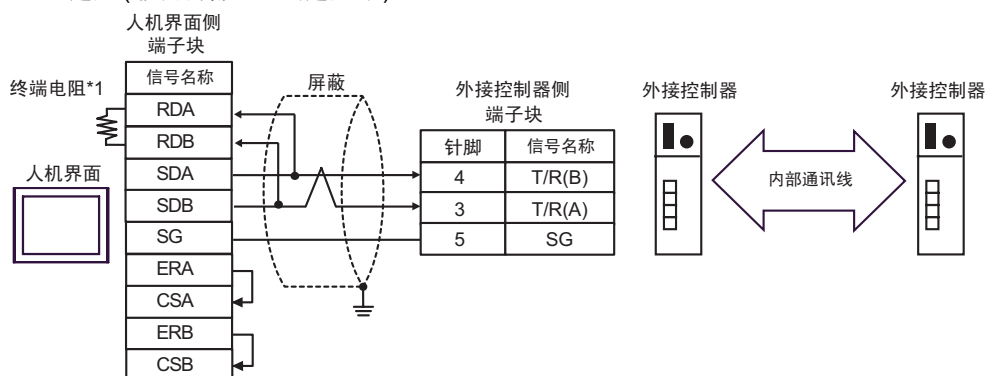 人机界面侧
端子块
终端电阻*1
信号名称
RDA
RDB
SDA
SDB
SG
ERA
CSA
ERB
CSB
人机界面
屏蔽
外接控制器侧
端子块
针脚 信号名称
4 T/R(B)
3 T/R(A)
5 SG
外接控制器
内部通讯线
外接控制器